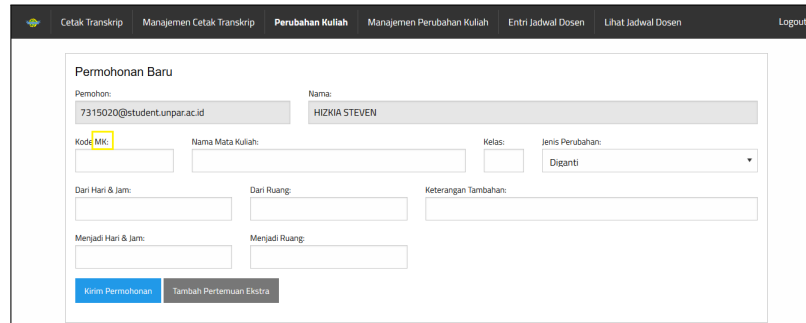 Cetak Transkrip Manajemen Cetak Transkrip Perubahan Kuliah Manajemen Perubahan Kuliah Entri Jadwal Dosen Lihat Jadwal Dosen Logout
Permohonan Baru
Pemohon: Nama:
7315020@student.unpar.ac.id HIZKIA STEVEN
Kode MK: Nama Mata Kuliah: Kelas: Jenis Perubahan:
Diganti
Dari Hari & Jam: Dari Ruang: Keterangan Tambahan:
Menjadi Hari & Jam: Menjadi Ruang:
Kirim Permohonan Tambah Pertemuan Ekstra